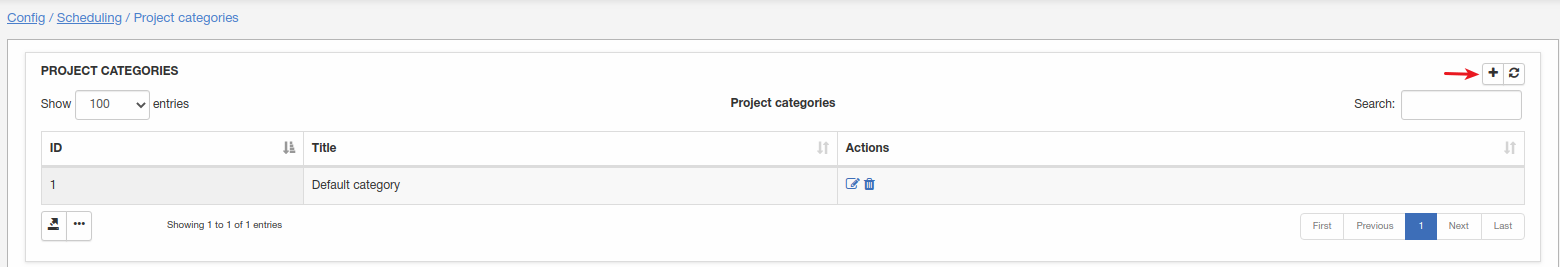 Config / Scheduling / Project categories
PROJECT CATEGORIES
Show 100 entries
Project categories
Search:
ID Title Actions
1 Default category
Showing 1 to 1 of 1 entries
First Previous 1 Next Last